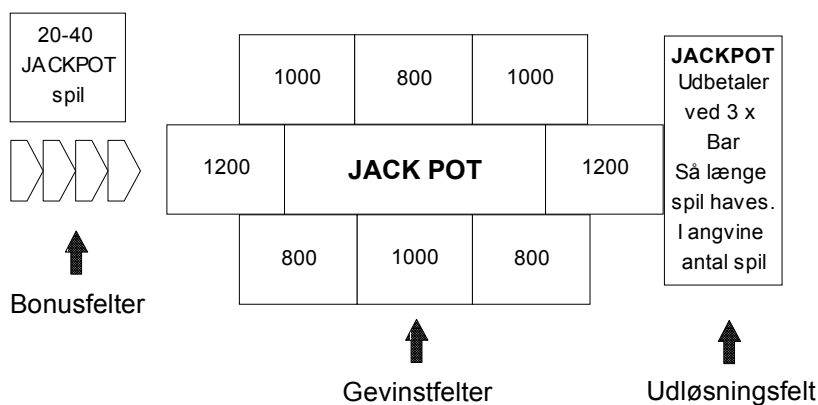 20-40
JACKPOT
spil
1000 800 1000
1200 JACK POT 1200
800 1000 800
JACKPOT
Udbetaler
ved 3 x
Bar
Så længe
spil haves.
I angvine
antal spil
Bonusfelter
Gevinstfelter
Udløsningsfelt